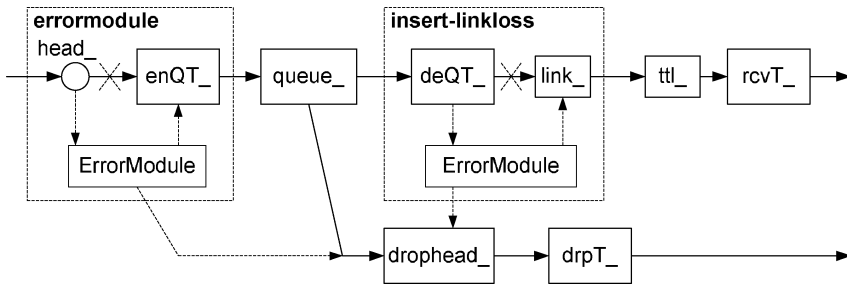 errormodule
insert-linkloss
head_
enQT_
queue_
deQT_
link_
ttl_
rcvT_
ErrorModule
ErrorModule
drophead_
drpT_